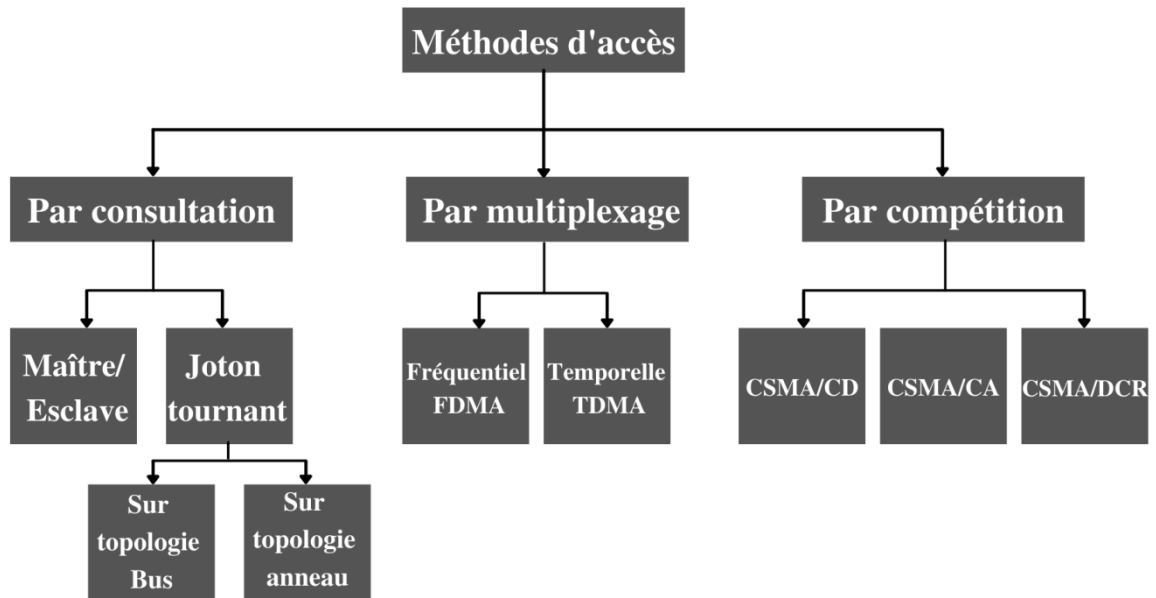 Méthodes d'accès
Par consultation
Par multiplexage
Par compétition
Maître/
Esclave
Joton
tournant
Fréquentiel
FDMA
Temporelle
TDMA
CSMA/CD
CSMA/CA
CSMA/DCR
Sur
topologie
Bus
Sur
topologie
anneau